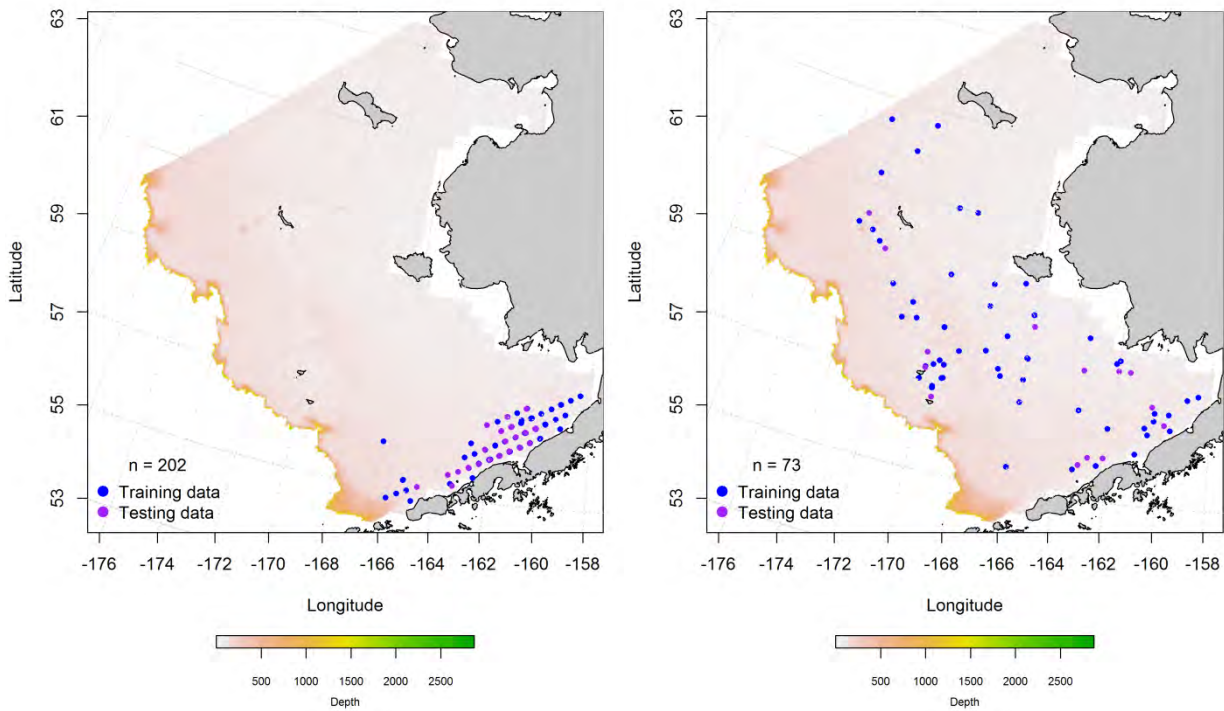 63
61
59
57
55
53
Latitude
n = 202
Training data
Testing data
-176 -174 -172 -170 -168 -166 -164 -162 -160 -158
Longitude
500 1000 1500 2000 2500
Depth
63
61
59
57
55
53
Latitude
n = 73
Training data
Testing data
-176 -174 -172 -170 -168 -166 -164 -162 -160 -158
Longitude
500 1000 1500 2000 2500
Depth